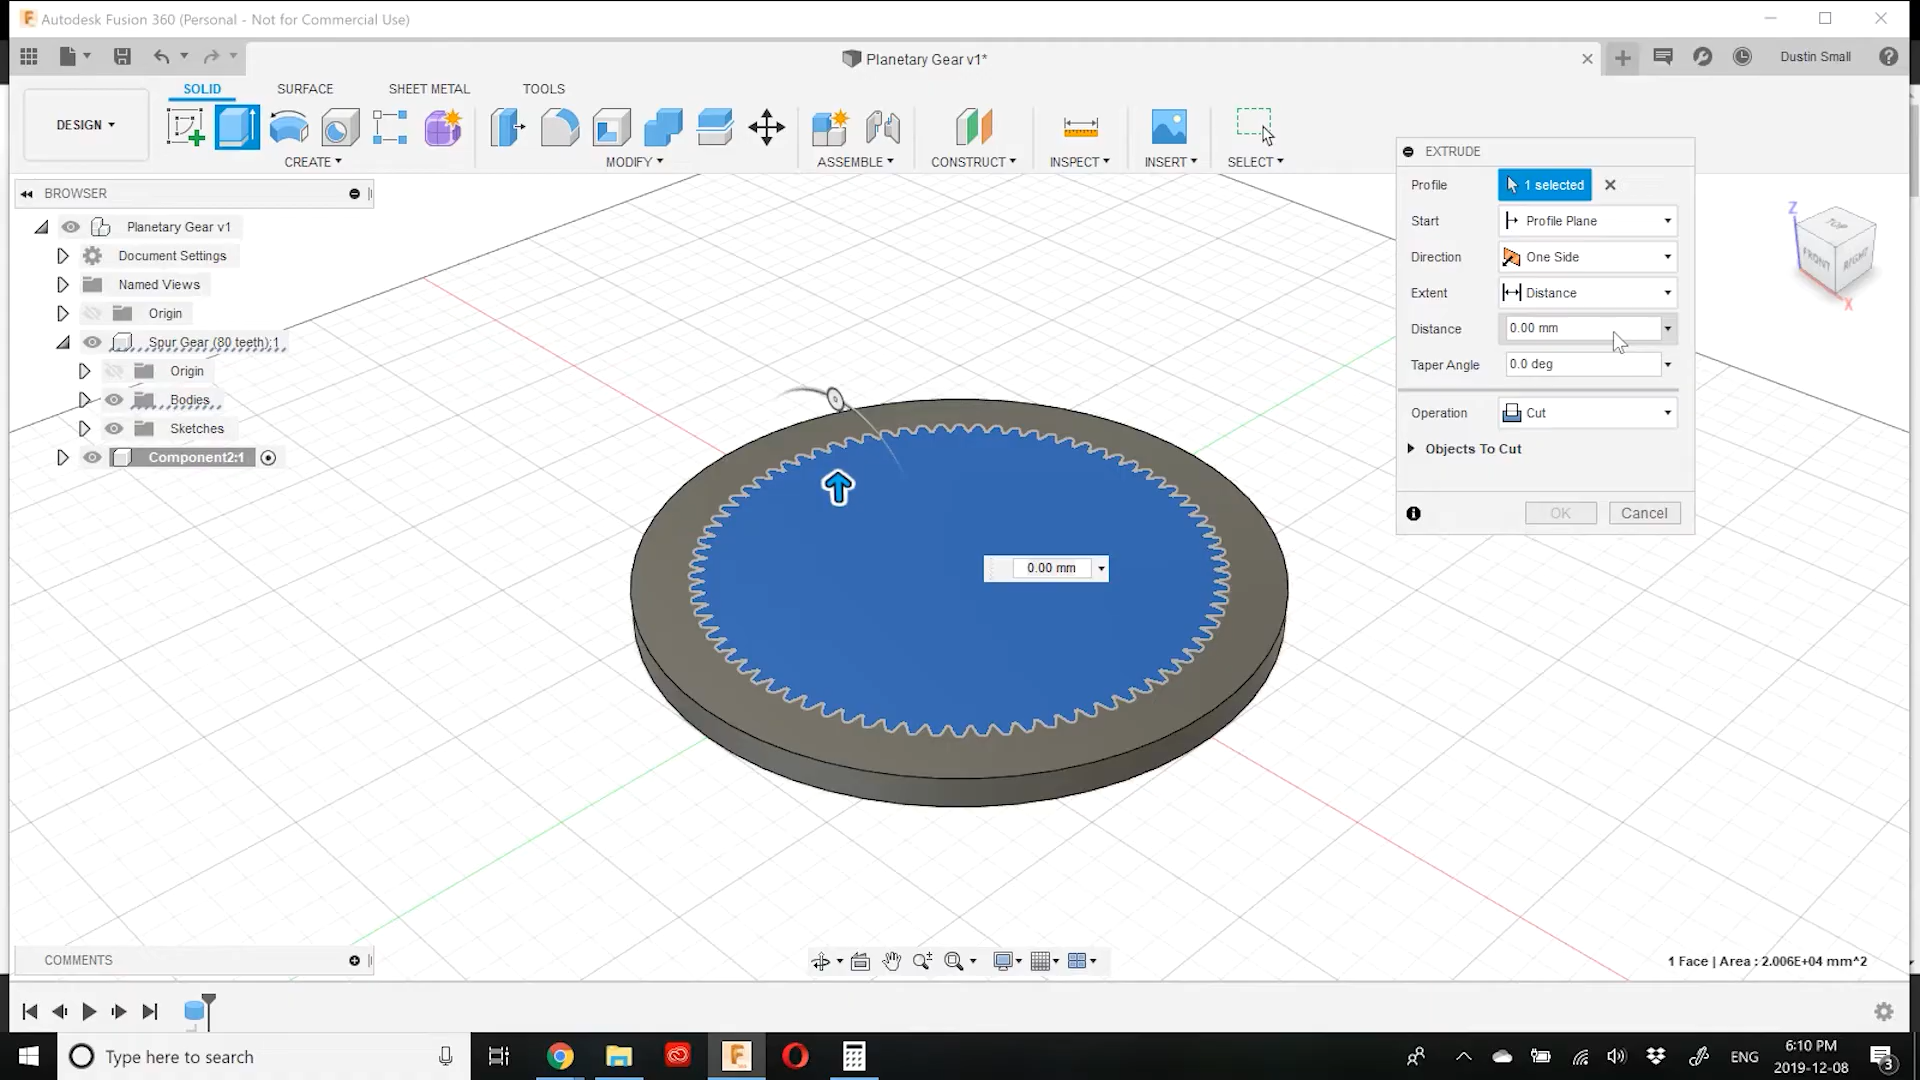 Autodesk Fusion 360 (Personal - Not for Commercial Use)
Planetary Gear v1*
Dustin Small
SOLID
SURFACE
SHEET METAL
TOOLS
DESIGN
CREATE
MODIFY
ASSEMBLE
CONSTRUCT
INSPECT
INSERT
SELECT
BROWSER
Planetary Gear v1
Document Settings
Named Views
Origin
Spur Gear (80 teeth):1
Origin
Bodies
Sketches
Component2:1
EXTRUDE
Profile
1 selected
Start
Profile Plane
Direction
One Side
Extent
Distance
Distance
0.00 mm
Taper Angle
0.0 deg
Operation
Cut
Objects To Cut
OK
Cancel
Z
TOP
FRONT
RIGHT
X
0.00 mm
COMMENTS
1 Face | Area : 2.006E+04 mm^2
Type here to search
ENG
6:10 PM
2019-12-08
3